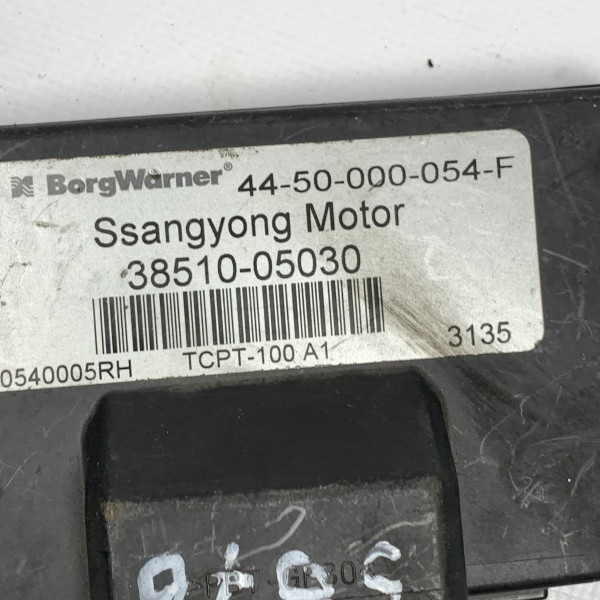 BorgWarner® 44-50-000-054-F
Ssangyong Motor
38510-05030
0540005RH TCPT-100 A1 3135